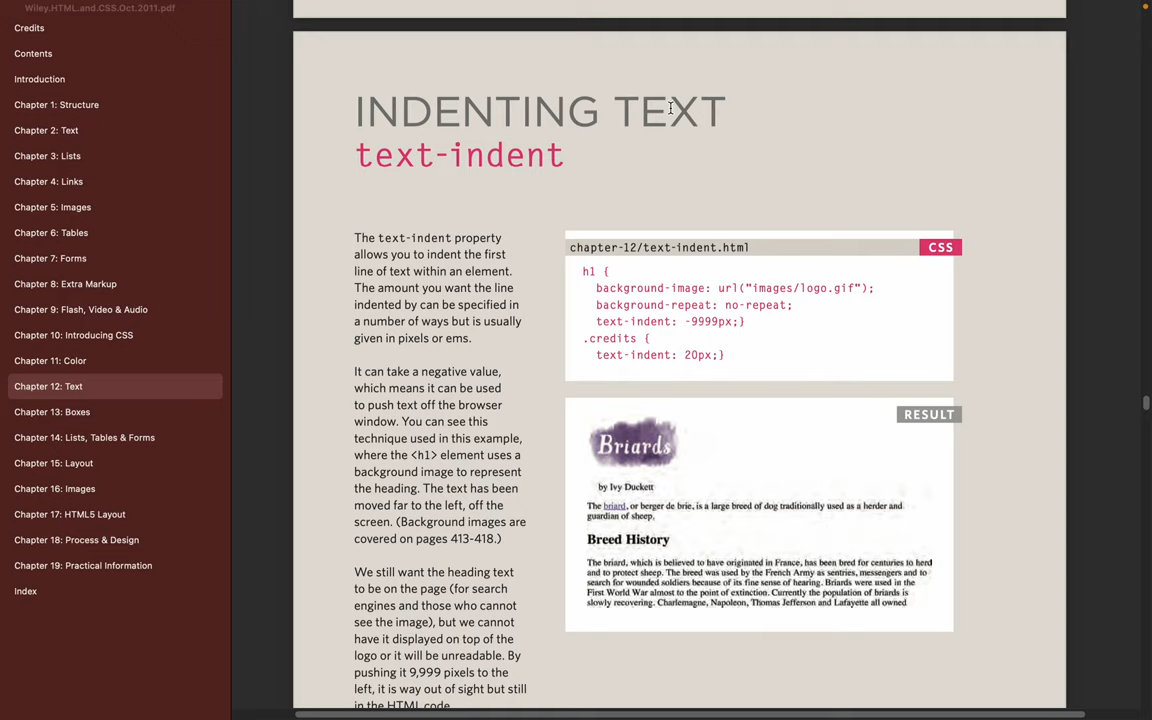 Wiley.HTML.and.CSS.Oct.2011.pdf
Credits
Contents
Introduction
Chapter 1: Structure
Chapter 2: Text
Chapter 3: Lists
Chapter 4: Links
Chapter 5: Images
Chapter 6: Tables
Chapter 7: Forms
Chapter 8: Extra Markup
Chapter 9: Flash, Video & Audio
Chapter 10: Introducing CSS
Chapter 11: Color
Chapter 12: Text
Chapter 13: Boxes
Chapter 14: Lists, Tables & Forms
Chapter 15: Layout
Chapter 16: Images
Chapter 17: HTML5 Layout
Chapter 18: Process & Design
Chapter 19: Practical Information
Index
INDENTING TEXT
text-indent
The text-indent property
allows you to indent the first
line of text within an element.
The amount you want the line
indented by can be specified in
a number of ways but is usually
given in pixels or ems.
It can take a negative value,
which means it can be used
to push text off the browser
window. You can see this
technique used in this example,
where the <h1> element uses a
background image to represent
the heading. The text has been
moved far to the left, off the
screen. (Background images are
covered on pages 413-418.)
We still want the heading text
to be on the page (for search
engines and those who cannot
see the image), but we cannot
have it displayed on top of the
logo or it will be unreadable. By
pushing it 9,999 pixels to the
left, it is way out of sight but still
in the HTML code.
chapter-12/text-indent.html
CSS
h1 {
background-image: url("images/logo.gif");
background-repeat: no-repeat;
text-indent: -9999px;}
.credits {
text-indent: 20px;}
RESULT
Briards
by Ivy Duckett
The briard, or berger de brie, is a large breed of dog traditionally used as a herder and
guardian of sheep.
Breed History
The briard, which is believed to have originated in France, has been bred for centuries to herd
and to protect sheep. The breed was used by the French Army as sentries, messengers and to
search for wounded soldiers because of its fine sense of hearing. Briards were used in the
First World War almost to the point of extinction. Currently the population of briards is
slowly recovering. Charlemagne, Napoleon, Thomas Jefferson and Lafayette all owned